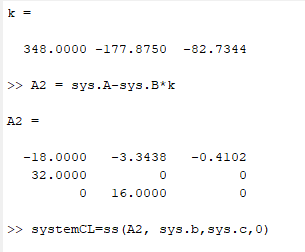 k =
348.0000 -177.8750 -82.7344
>> A2 = sys.A-sys.B*k
A2 =
-18.0000 -3.3438 -0.4102
32.0000 0 0
0 16.0000 0
>> systemCL=ss(A2, sys.b,sys.c,0)